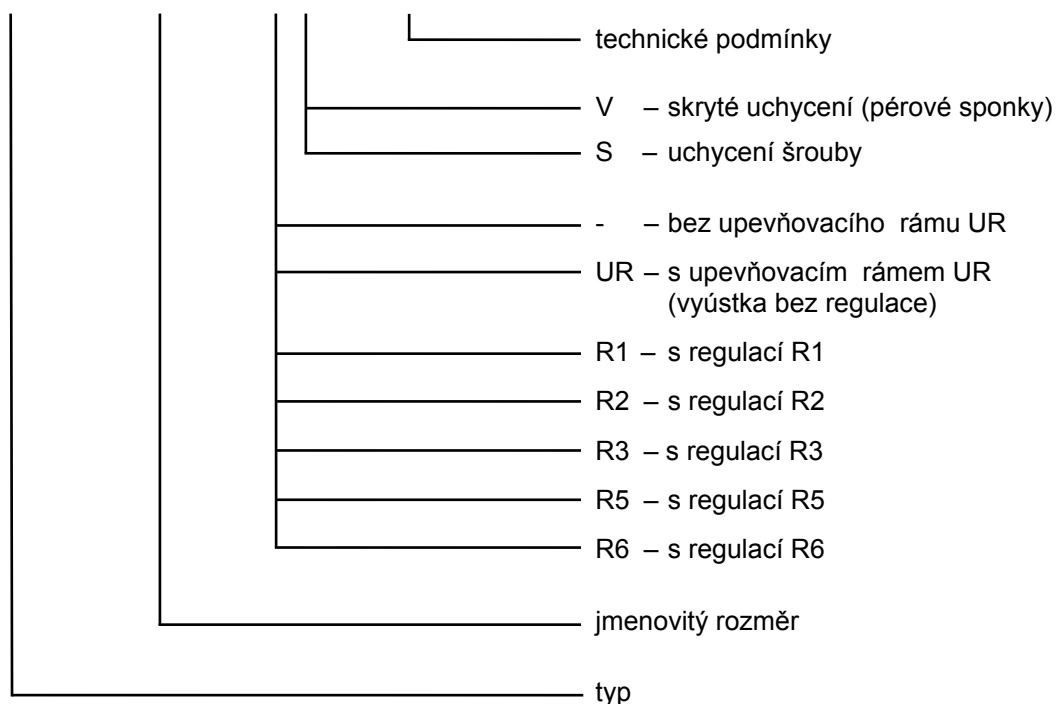 technické podmínky
V – skryté uchycení (pérové sponky)
S – uchycení šrouby
- – bez upevňovacího rámu UR
UR – s upevňovacím rámem UR
(vyústka bez regulace)
R1 – s regulací R1
R2 – s regulací R2
R3 – s regulací R3
R5 – s regulací R5
R6 – s regulací R6
jmenovitý rozměr
typ